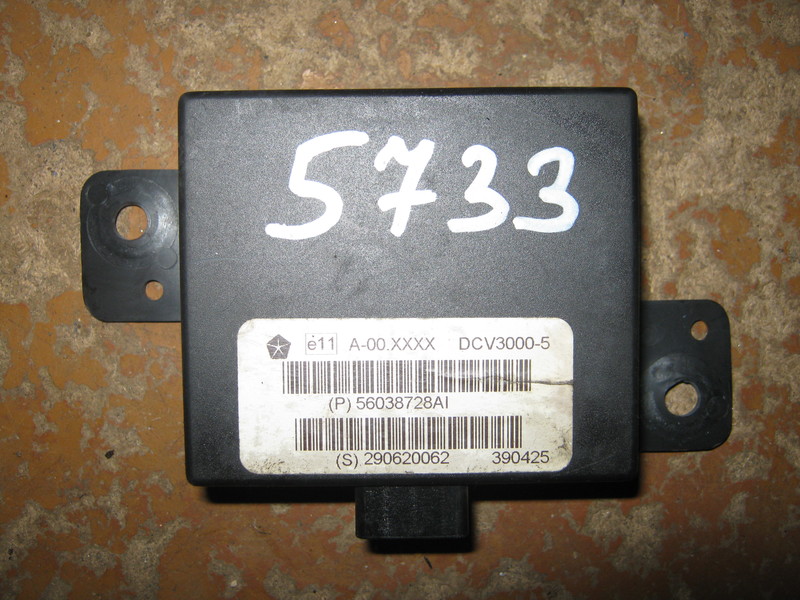 5733
e11 A-00.XXXX DCV3000-5
(P) 56038728AI
(S) 290620062 390425